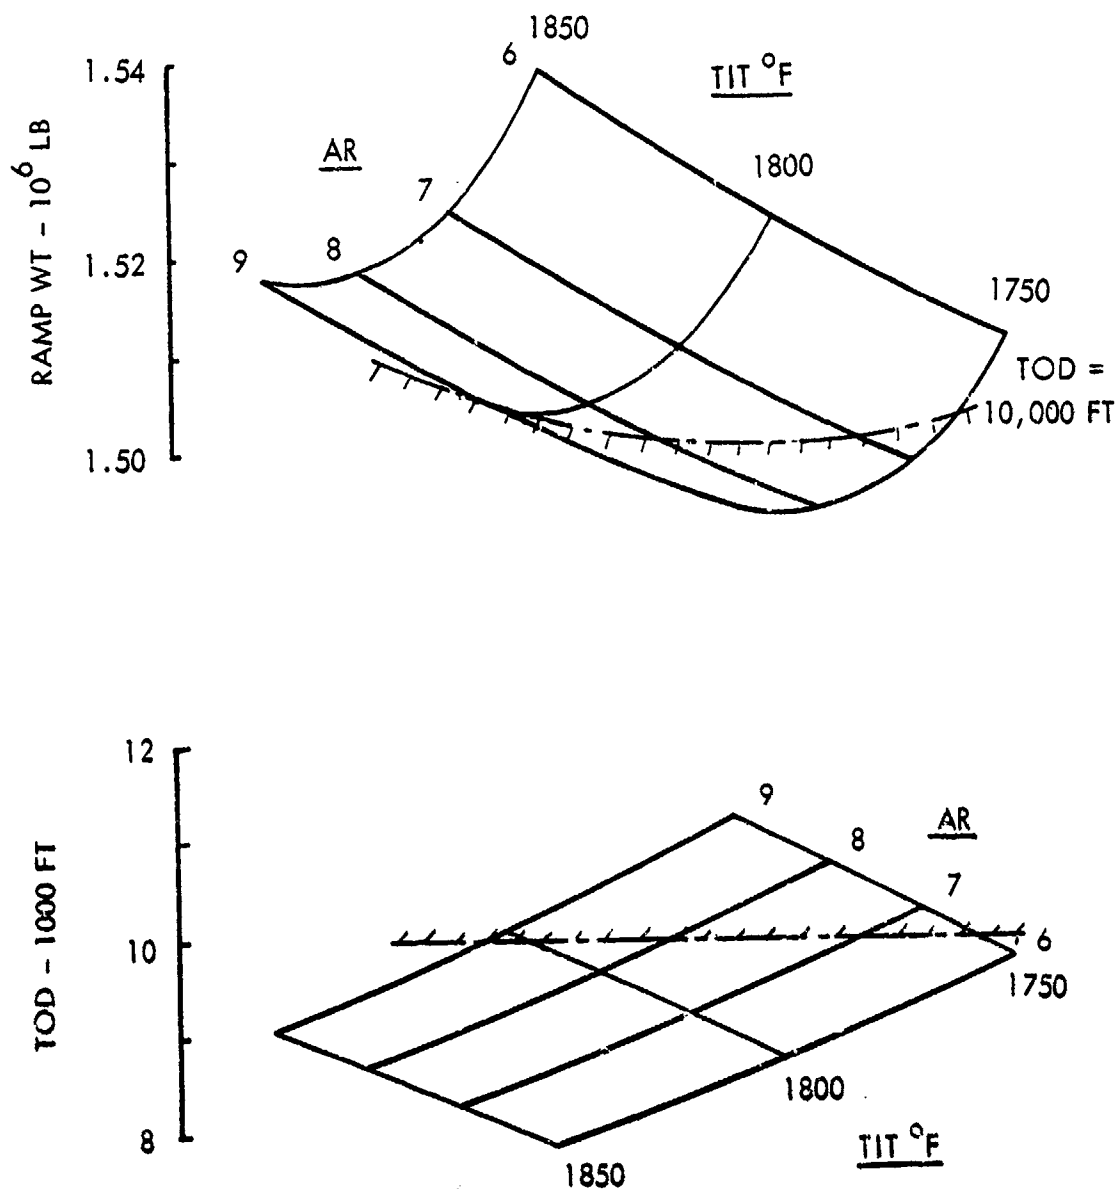 1850
6
TIT °F
1.54
RAMP WT - 10⁶ LB
AR
1800
7
1.52
9
8
1750
TOD =
10,000 FT
1.50
12
9
AR
8
TOD - 1000 FT
7
10
6
1750
1800
8
TIT °F
1850